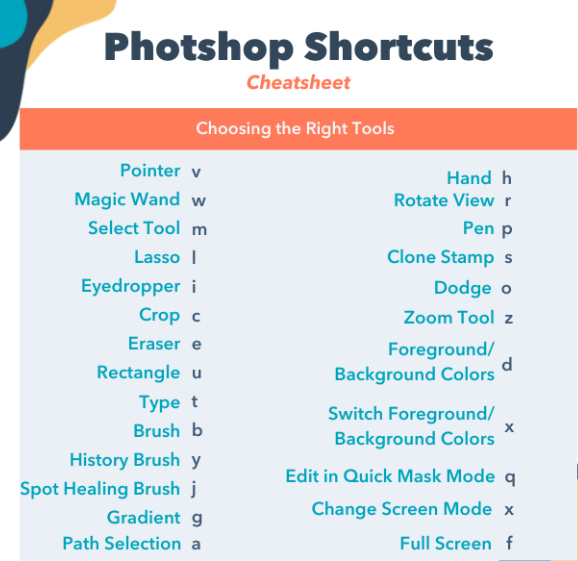 Photshop Shortcuts
Cheatsheet
Choosing the Right Tools
Pointer v
Magic Wand w
Select Tool m
Lasso l
Eyedropper i
Crop c
Eraser e
Rectangle u
Type t
Brush b
History Brush y
Spot Healing Brush j
Gradient g
Path Selection a
Hand h
Rotate View r
Pen p
Clone Stamp s
Dodge o
Zoom Tool z
Foreground/
Background Colors d
Switch Foreground/
Background Colors x
Edit in Quick Mask Mode q
Change Screen Mode x
Full Screen f